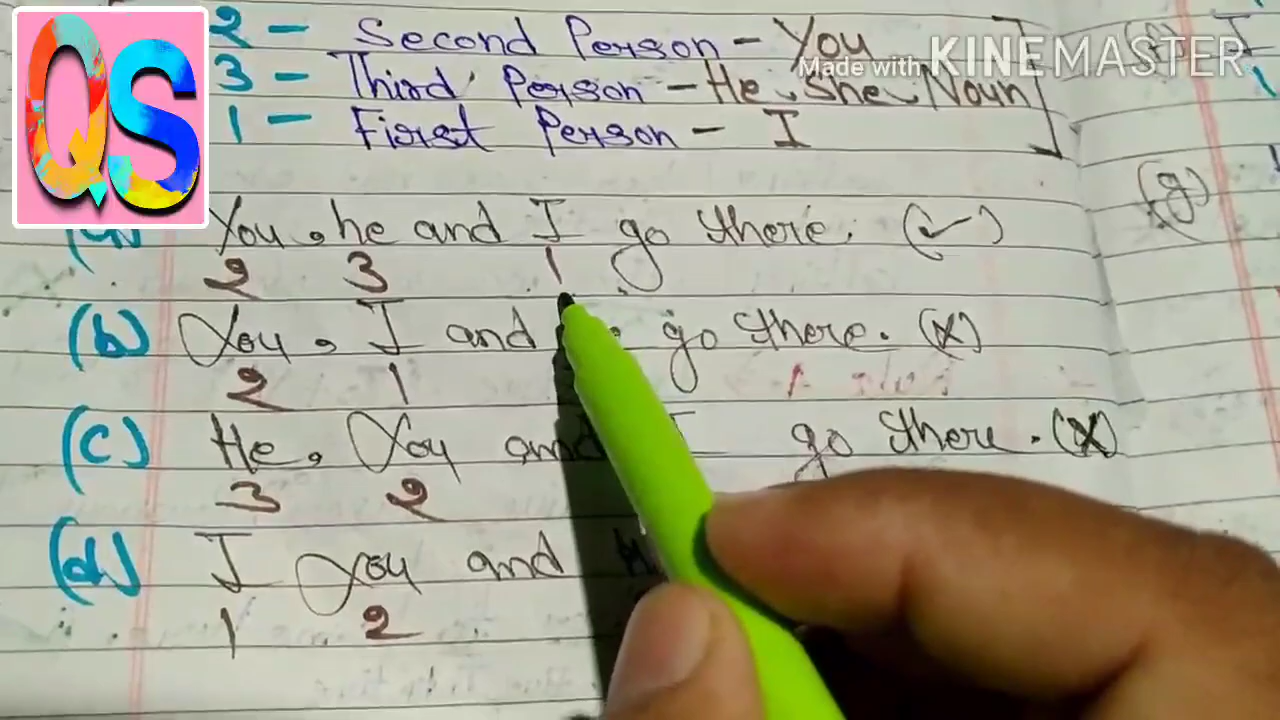 QS
2 - Second Person - You
Made with KINEMASTER
3 - Third Person - He, She, Noun
1 - First Person - I
You, he and I go there. (✓)
2 3 1
(b) You, I and go there. (x)
2 1
(c) He, You and I go there. (x)
3 2
(d) I You and
1 2
(g)